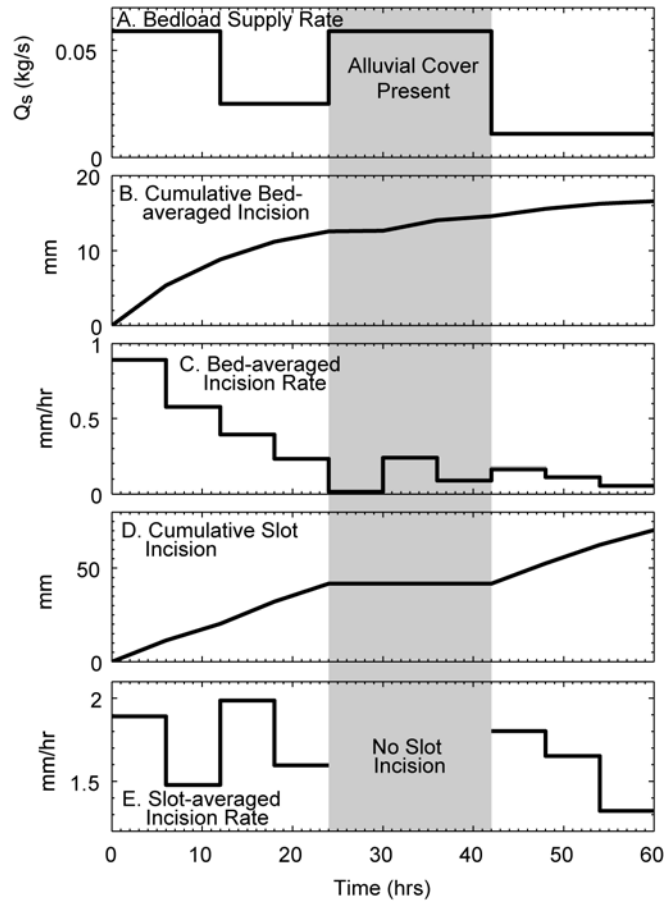 A. Bedload Supply Rate
0.05
0
Qs (kg/s)
Alluvial Cover
Present
20
10
0
mm
B. Cumulative Bed-
averaged Incision
1
0.5
0
mm/hr
C. Bed-averaged
Incision Rate
50
0
mm
D. Cumulative Slot
Incision
2
1.5
mm/hr
No Slot
Incision
E. Slot-averaged
Incision Rate
0 10 20 30 40 50 60
Time (hrs)